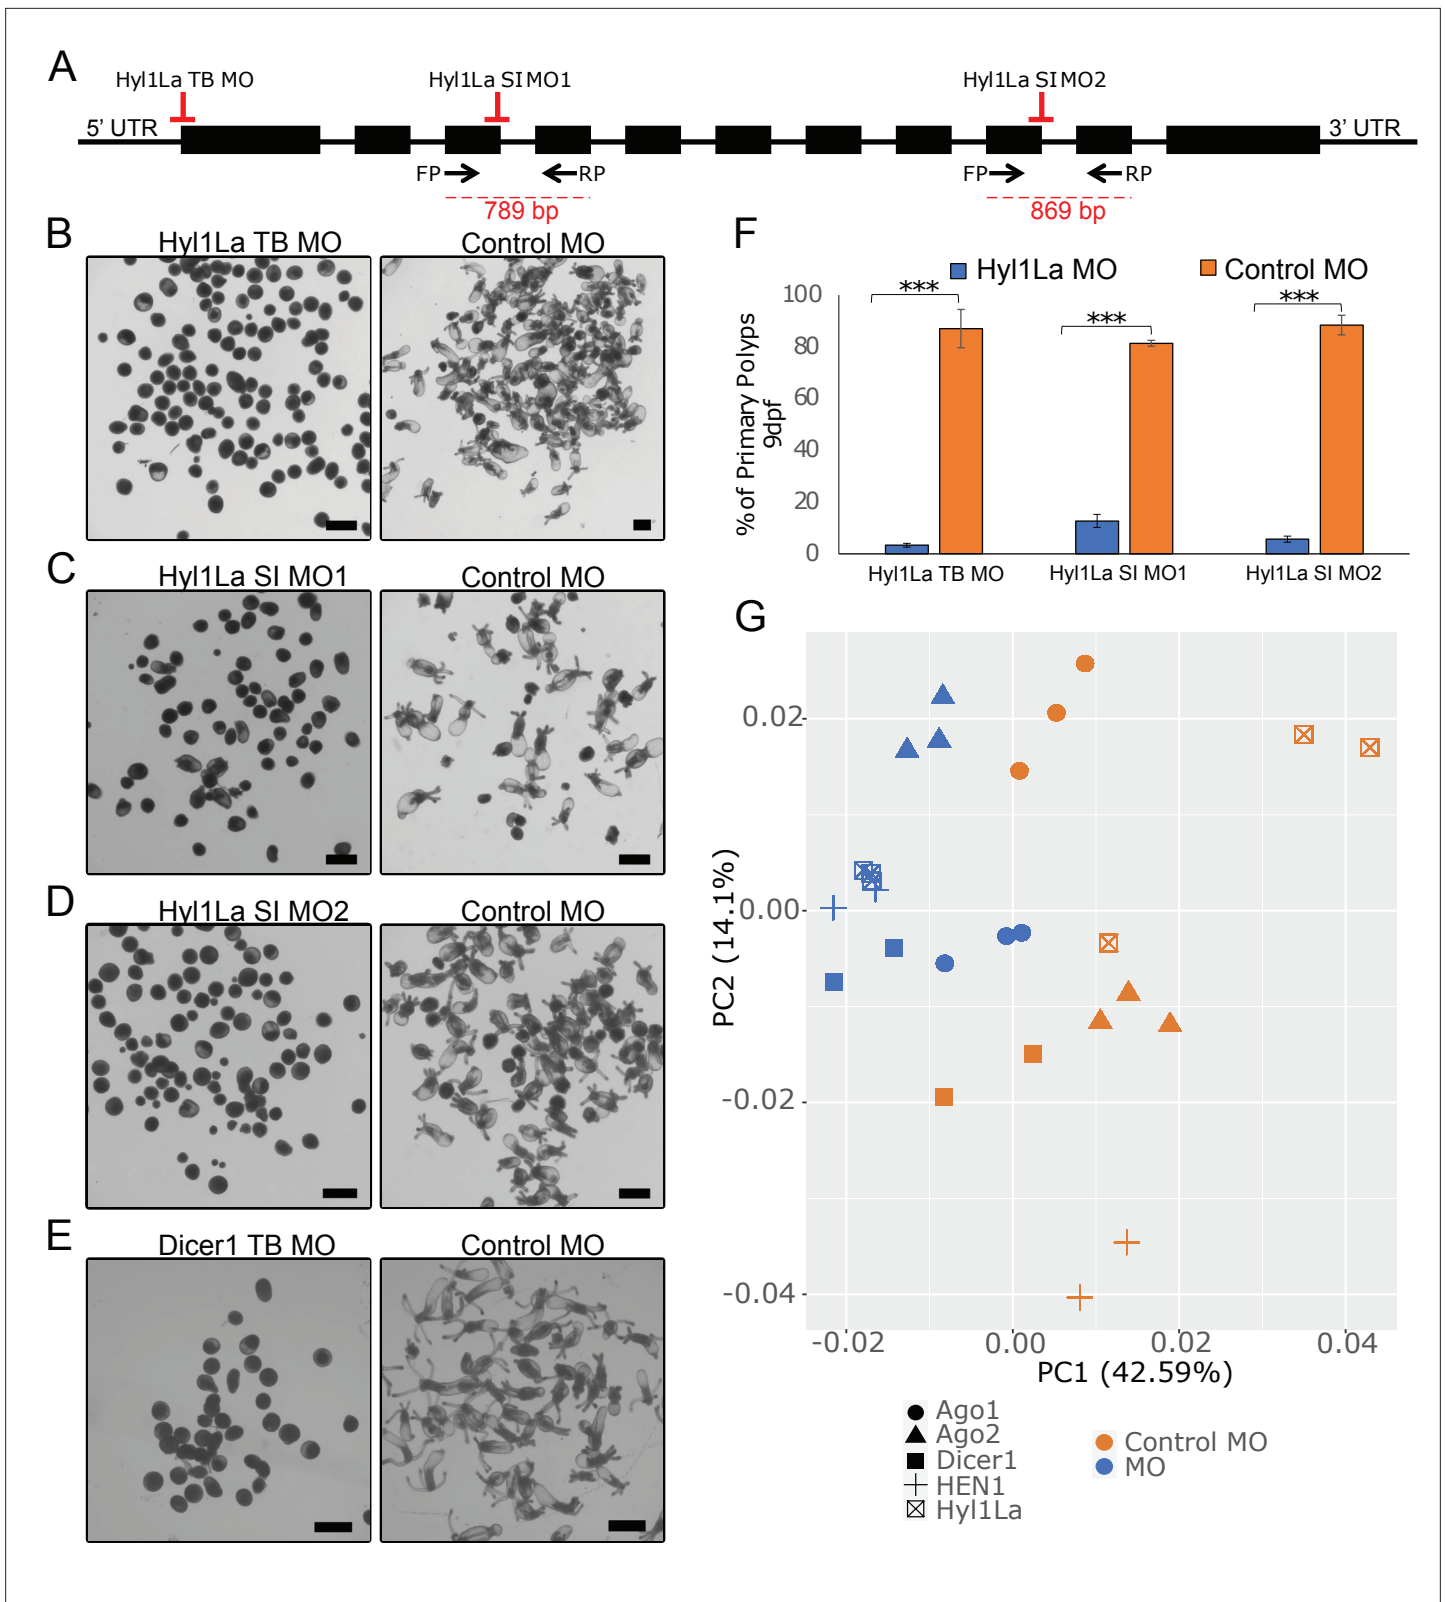 A
Hyl1La TB MO
Hyl1La SI MO1
Hyl1La SI MO2
5’ UTR
3’ UTR
FP
RP
FP
RP
789 bp
869 bp
B
Hyl1La TB MO
Control MO
C
Hyl1La SI MO1
Control MO
D
Hyl1La SI MO2
Control MO
E
Dicer1 TB MO
Control MO
F
Hyl1La MO
Control MO
% of Primary Polyps
9dpf
100
80
60
40
20
0
***
***
***
Hyl1La TB MO
Hyl1La SI MO1
Hyl1La SI MO2
G
PC2 (14.1%)
0.02
0.00
-0.02
-0.04
-0.02
0.00
0.02
0.04
PC1 (42.59%)
Ago1
Ago2
Dicer1
HEN1
Hyl1La
Control MO
MO